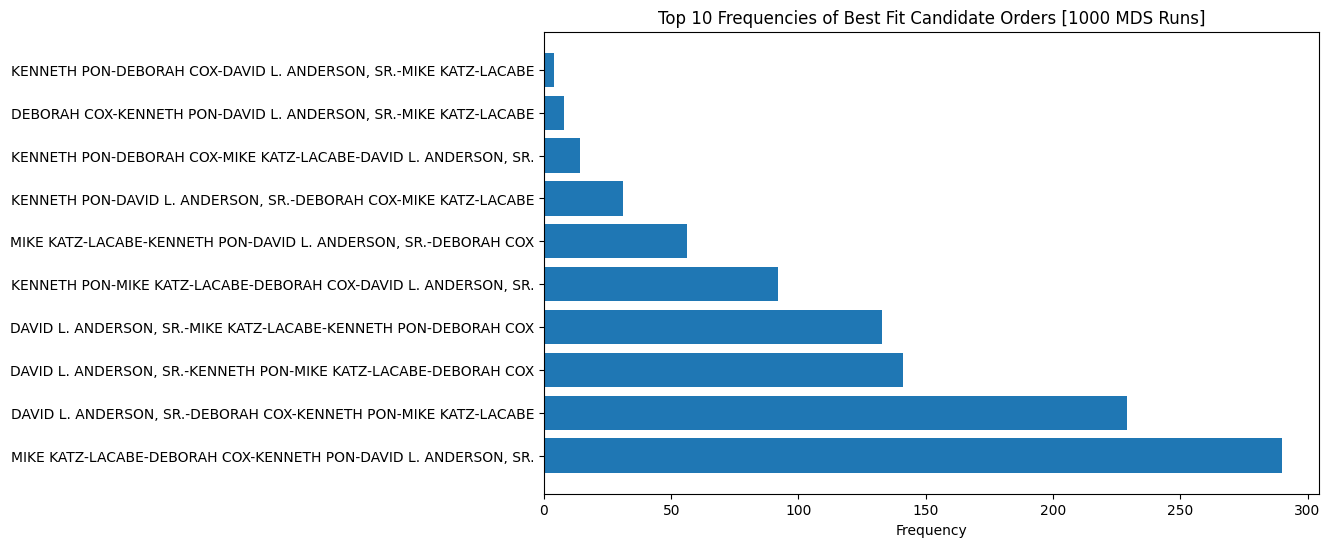 Top 10 Frequencies of Best Fit Candidate Orders [1000 MDS Runs]
KENNETH PON-DEBORAH COX-DAVID L. ANDERSON, SR.-MIKE KATZ-LACABE
DEBORAH COX-KENNETH PON-DAVID L. ANDERSON, SR.-MIKE KATZ-LACABE
KENNETH PON-DEBORAH COX-MIKE KATZ-LACABE-DAVID L. ANDERSON, SR.
KENNETH PON-DAVID L. ANDERSON, SR.-DEBORAH COX-MIKE KATZ-LACABE
MIKE KATZ-LACABE-KENNETH PON-DAVID L. ANDERSON, SR.-DEBORAH COX
KENNETH PON-MIKE KATZ-LACABE-DEBORAH COX-DAVID L. ANDERSON, SR.
DAVID L. ANDERSON, SR.-MIKE KATZ-LACABE-KENNETH PON-DEBORAH COX
DAVID L. ANDERSON, SR.-KENNETH PON-MIKE KATZ-LACABE-DEBORAH COX
DAVID L. ANDERSON, SR.-DEBORAH COX-KENNETH PON-MIKE KATZ-LACABE
MIKE KATZ-LACABE-DEBORAH COX-KENNETH PON-DAVID L. ANDERSON, SR.
0 50 100 150 200 250 300
Frequency